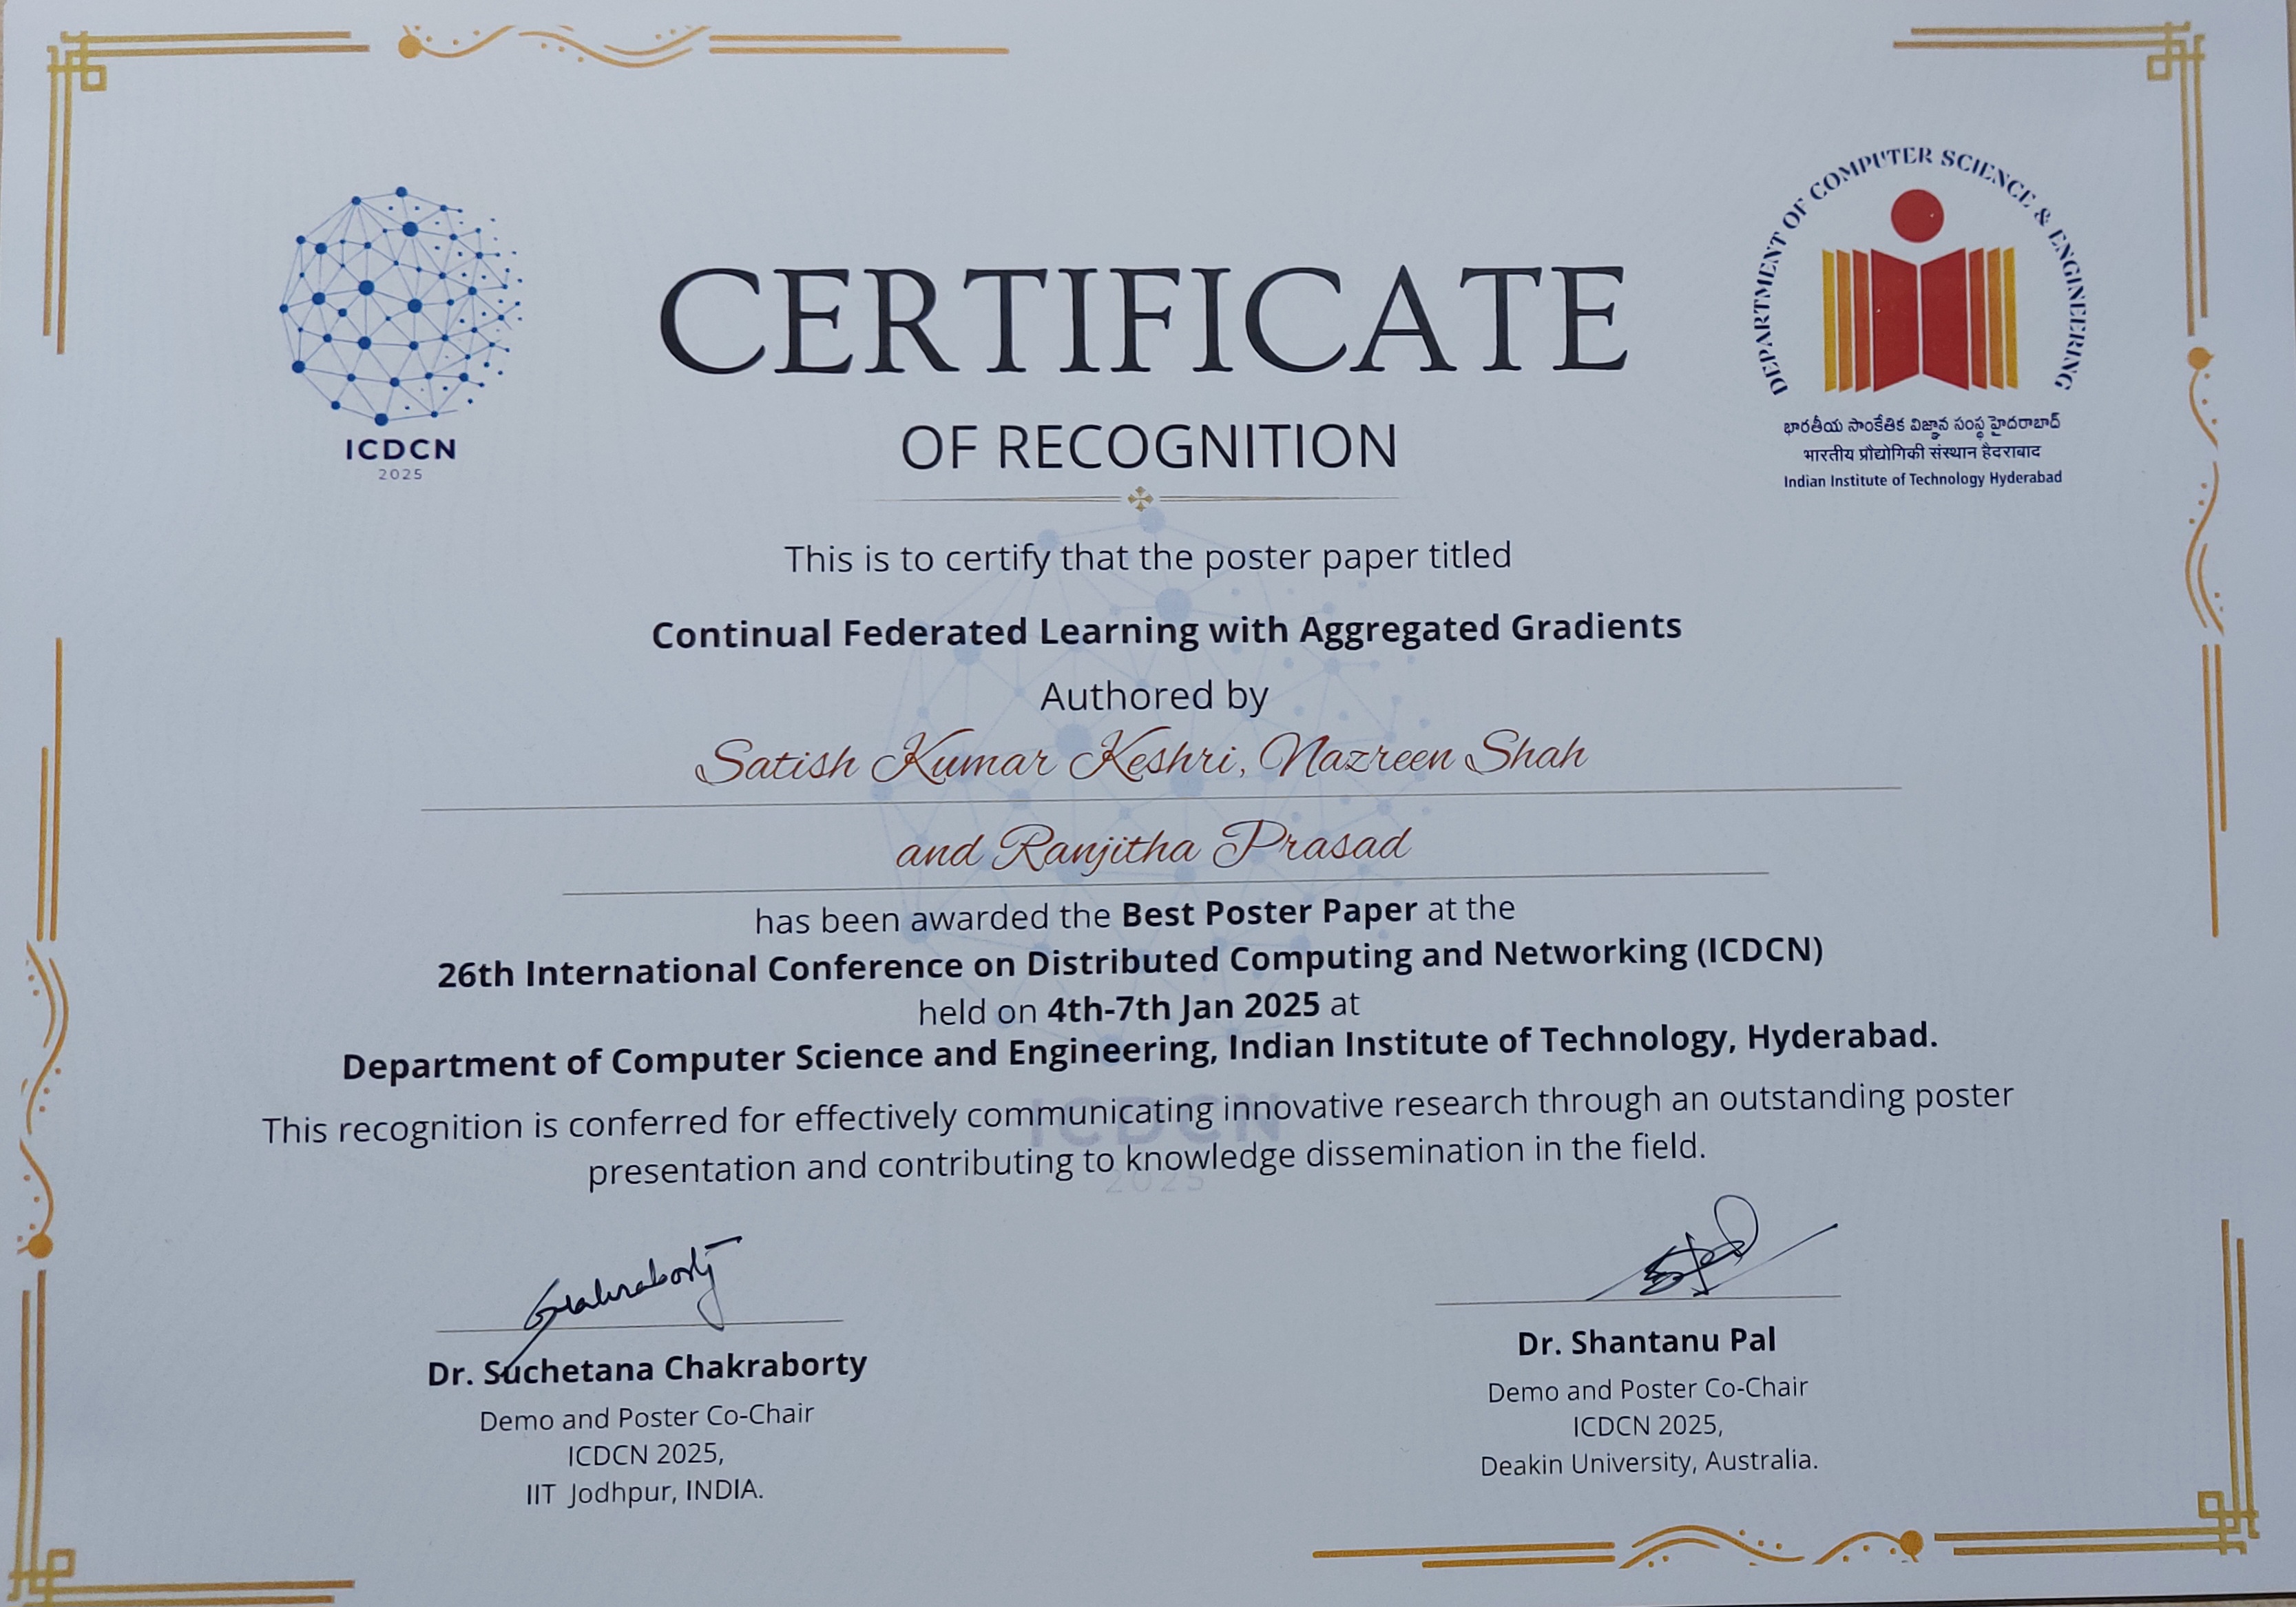 ICDCN
2025
DEPARTMENT OF COMPUTER SCIENCE & ENGINEERING
భారతీయ సాంకేతిక విజ్ఞాన సంస్థ హైదరాబాద్
भारतीय प्रौद्योगिकी संस्थान हैदराबाद
Indian Institute of Technology Hyderabad
CERTIFICATE
OF RECOGNITION
This is to certify that the poster paper titled
Continual Federated Learning with Aggregated Gradients
Authored by
Satish Kumar Keshri, Nazreen Shah
and Ranjitha Prasad
has been awarded the Best Poster Paper at the
26th International Conference on Distributed Computing and Networking (ICDCN)
held on 4th-7th Jan 2025 at
Department of Computer Science and Engineering, Indian Institute of Technology, Hyderabad.
This recognition is conferred for effectively communicating innovative research through an outstanding poster
presentation and contributing to knowledge dissemination in the field.
ICDCN
2025
Dr. Suchetana Chakraborty
Demo and Poster Co-Chair
ICDCN 2025,
IIT Jodhpur, INDIA.
Dr. Shantanu Pal
Demo and Poster Co-Chair
ICDCN 2025,
Deakin University, Australia.